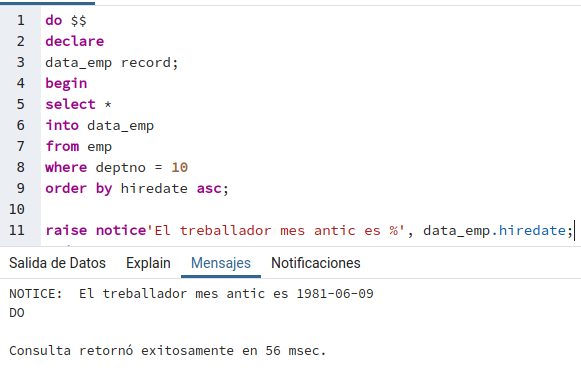 1 do $$
2 declare
3 data_emp record;
4 begin
5 select *
6 into data_emp
7 from emp
8 where deptno = 10
9 order by hiredate asc;
10
11 raise notice'El treballador mes antic es %', data_emp.hiredate;
Salida de Datos Explain Mensajes Notificaciones
NOTICE:  El treballador mes antic es 1981-06-09
DO
Consulta retornó exitosamente en 56 msec.